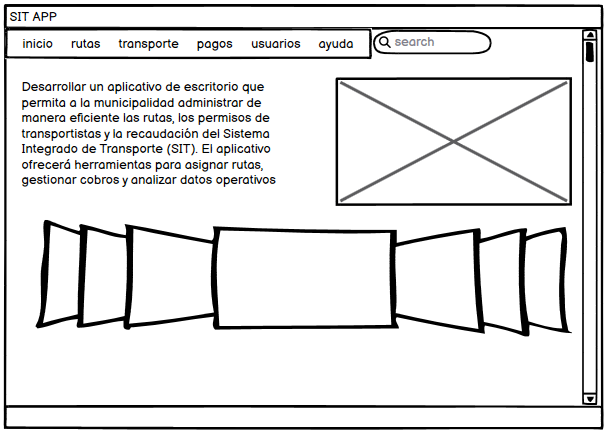 SIT APP
inicio rutas transporte pagos usuarios ayuda search
Desarrollar un aplicativo de escritorio que
permita a la municipalidad administrar de
manera eficiente las rutas, los permisos de
transportistas y la recaudación del Sistema
Integrado de Transporte (SIT). El aplicativo
ofrecerá herramientas para asignar rutas,
gestionar cobros y analizar datos operativos